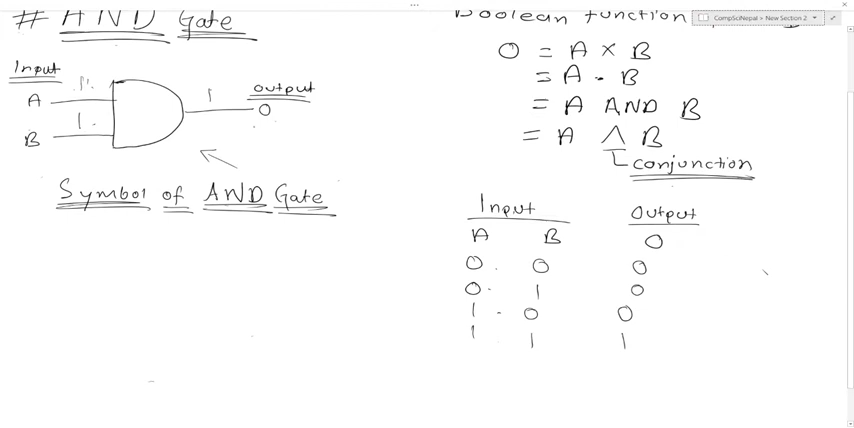 # AND Gate
Input
A
1.
1
Output
O
B
1.
Symbol of AND Gate
Boolean function
CompSciNepal > New Section 2
O = A × B
= A . B
= A AND B
= A ∧ B
conjunction
Input Output
A B O
0 . 0 0
0 . 1 0
1 . 0 0
1 1 1